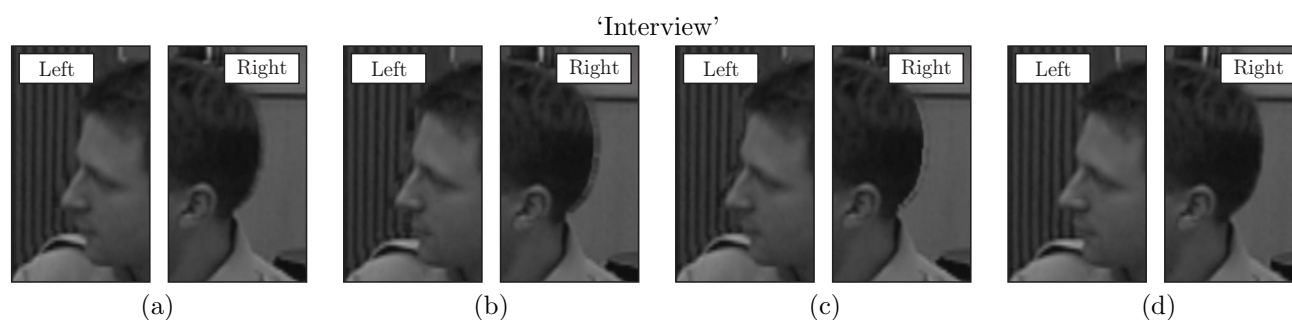 ‘Interview’
Left Right Left Right Left Right Left Right
(a) (b) (c) (d)